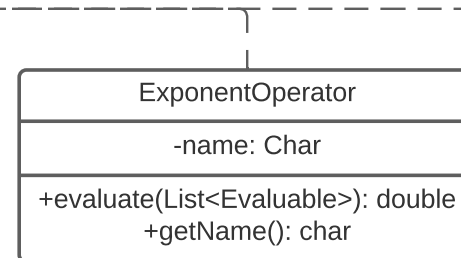 ExponentOperator
-name: Char
+evaluate(List<Evaluable>): double
+getName(): char